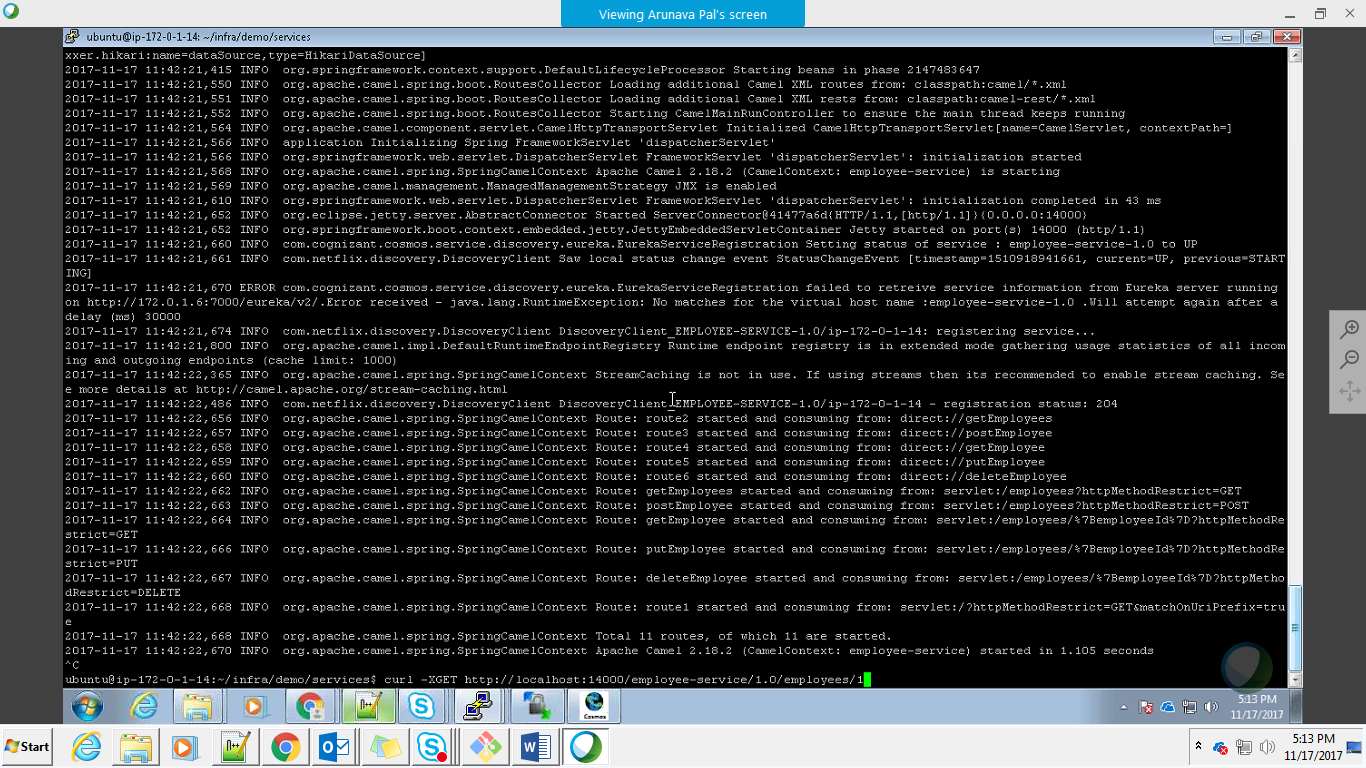 Viewing Arunava Pal's screen
ubuntu@ip-172-0-1-14: ~/infra/demo/services
xxer.hikari:name=dataSource,type=HikariDataSource]
2017-11-17 11:42:21,415 INFO  org.springframework.context.support.DefaultLifecycleProcessor Starting beans in phase 2147483647
2017-11-17 11:42:21,550 INFO  org.apache.camel.spring.boot.RoutesCollector Loading additional Camel XML routes from: classpath:camel/*.xml
2017-11-17 11:42:21,551 INFO  org.apache.camel.spring.boot.RoutesCollector Loading additional Camel XML rests from: classpath:camel-rest/*.xml
2017-11-17 11:42:21,552 INFO  org.apache.camel.spring.boot.RoutesCollector Starting CamelMainRunController to ensure the main thread keeps running
2017-11-17 11:42:21,564 INFO  org.apache.camel.component.servlet.CamelHttpTransportServlet Initialized CamelHttpTransportServlet[name=CamelServlet, contextPath=]
2017-11-17 11:42:21,566 INFO  application Initializing Spring FrameworkServlet 'dispatcherServlet'
2017-11-17 11:42:21,566 INFO  org.springframework.web.servlet.DispatcherServlet FrameworkServlet 'dispatcherServlet': initialization started
2017-11-17 11:42:21,568 INFO  org.apache.camel.spring.SpringCamelContext Apache Camel 2.18.2 (CamelContext: employee-service) is starting
2017-11-17 11:42:21,569 INFO  org.apache.camel.management.ManagedManagementStrategy JMX is enabled
2017-11-17 11:42:21,610 INFO  org.springframework.web.servlet.DispatcherServlet FrameworkServlet 'dispatcherServlet': initialization completed in 43 ms
2017-11-17 11:42:21,652 INFO  org.eclipse.jetty.server.AbstractConnector Started ServerConnector@41477a6d{HTTP/1.1,[http/1.1]}{0.0.0.0:14000}
2017-11-17 11:42:21,652 INFO  org.springframework.boot.context.embedded.jetty.JettyEmbeddedServletContainer Jetty started on port(s) 14000 (http/1.1)
2017-11-17 11:42:21,660 INFO  com.cognizant.cosmos.service.discovery.eureka.EurekaServiceRegistration Setting status of service : employee-service-1.0 to UP
2017-11-17 11:42:21,661 INFO  com.netflix.discovery.DiscoveryClient Saw local status change event StatusChangeEvent [timestamp=1510918941661, current=UP, previous=START
ING]
2017-11-17 11:42:21,670 ERROR com.cognizant.cosmos.service.discovery.eureka.EurekaServiceRegistration failed to retreive service information from Eureka server running
on http://172.0.1.6:7000/eureka/v2/.Error received - java.lang.RuntimeException: No matches for the virtual host name :employee-service-1.0 .Will attempt again after a
delay (ms) 30000
2017-11-17 11:42:21,674 INFO  com.netflix.discovery.DiscoveryClient DiscoveryClient_EMPLOYEE-SERVICE-1.0/ip-172-0-1-14: registering service...
2017-11-17 11:42:21,800 INFO  org.apache.camel.impl.DefaultRuntimeEndpointRegistry Runtime endpoint registry is in extended mode gathering usage statistics of all incom
ing and outgoing endpoints (cache limit: 1000)
2017-11-17 11:42:22,365 INFO  org.apache.camel.spring.SpringCamelContext StreamCaching is not in use. If using streams then its recommended to enable stream caching. Se
e more details at http://camel.apache.org/stream-caching.html
2017-11-17 11:42:22,486 INFO  com.netflix.discovery.DiscoveryClient DiscoveryClient_EMPLOYEE-SERVICE-1.0/ip-172-0-1-14 - registration status: 204
2017-11-17 11:42:22,656 INFO  org.apache.camel.spring.SpringCamelContext Route: route2 started and consuming from: direct://getEmployees
2017-11-17 11:42:22,657 INFO  org.apache.camel.spring.SpringCamelContext Route: route3 started and consuming from: direct://postEmployee
2017-11-17 11:42:22,658 INFO  org.apache.camel.spring.SpringCamelContext Route: route4 started and consuming from: direct://getEmployee
2017-11-17 11:42:22,659 INFO  org.apache.camel.spring.SpringCamelContext Route: route5 started and consuming from: direct://putEmployee
2017-11-17 11:42:22,660 INFO  org.apache.camel.spring.SpringCamelContext Route: route6 started and consuming from: direct://deleteEmployee
2017-11-17 11:42:22,662 INFO  org.apache.camel.spring.SpringCamelContext Route: getEmployees started and consuming from: servlet:/employees?httpMethodRestrict=GET
2017-11-17 11:42:22,663 INFO  org.apache.camel.spring.SpringCamelContext Route: postEmployee started and consuming from: servlet:/employees?httpMethodRestrict=POST
2017-11-17 11:42:22,664 INFO  org.apache.camel.spring.SpringCamelContext Route: getEmployee started and consuming from: servlet:/employees/%7BemployeeId%7D?httpMethodRe
strict=GET
2017-11-17 11:42:22,666 INFO  org.apache.camel.spring.SpringCamelContext Route: putEmployee started and consuming from: servlet:/employees/%7BemployeeId%7D?httpMethodRe
strict=PUT
2017-11-17 11:42:22,667 INFO  org.apache.camel.spring.SpringCamelContext Route: deleteEmployee started and consuming from: servlet:/employees/%7BemployeeId%7D?httpMetho
dRestrict=DELETE
2017-11-17 11:42:22,668 INFO  org.apache.camel.spring.SpringCamelContext Route: route1 started and consuming from: servlet:/?httpMethodRestrict=GET&matchOnUriPrefix=tru
e
2017-11-17 11:42:22,668 INFO  org.apache.camel.spring.SpringCamelContext Total 11 routes, of which 11 are started.
2017-11-17 11:42:22,670 INFO  org.apache.camel.spring.SpringCamelContext Apache Camel 2.18.2 (CamelContext: employee-service) started in 1.105 seconds
^C
ubuntu@ip-172-0-1-14:~/infra/demo/services$ curl -XGET http://localhost:14000/employee-service/1.0/employees/1
Cosmos
5:13 PM
11/17/2017
Start
5:13 PM
11/17/2017